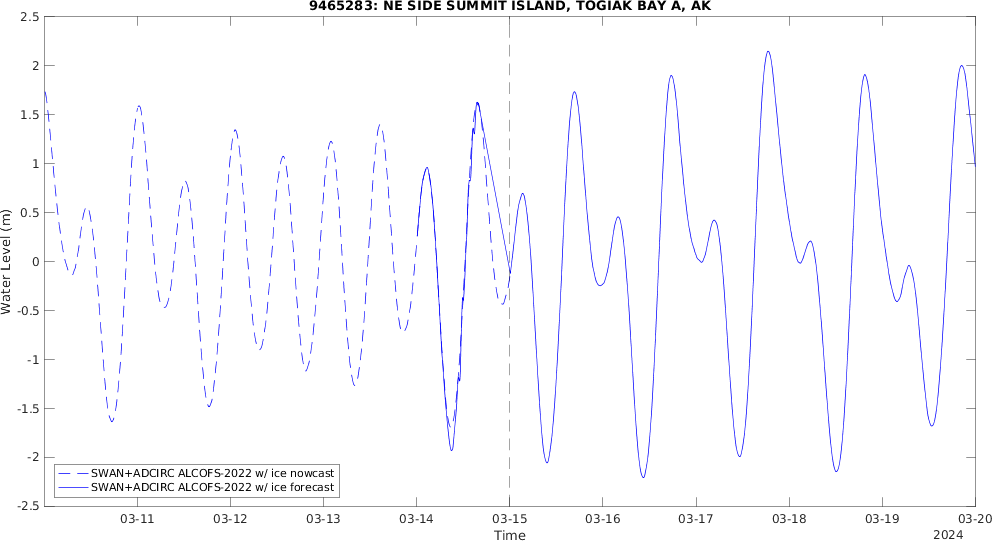 9465283: NE SIDE SUMMIT ISLAND, TOGIAK BAY A, AK
2.5
2
1.5
1
0.5
0
-0.5
-1
-1.5
-2
-2.5
Water Level (m)
SWAN+ADCIRC ALCOFS-2022 w/ ice nowcast
SWAN+ADCIRC ALCOFS-2022 w/ ice forecast
03-11 03-12 03-13 03-14 03-15 03-16 03-17 03-18 03-19 03-20
Time
2024